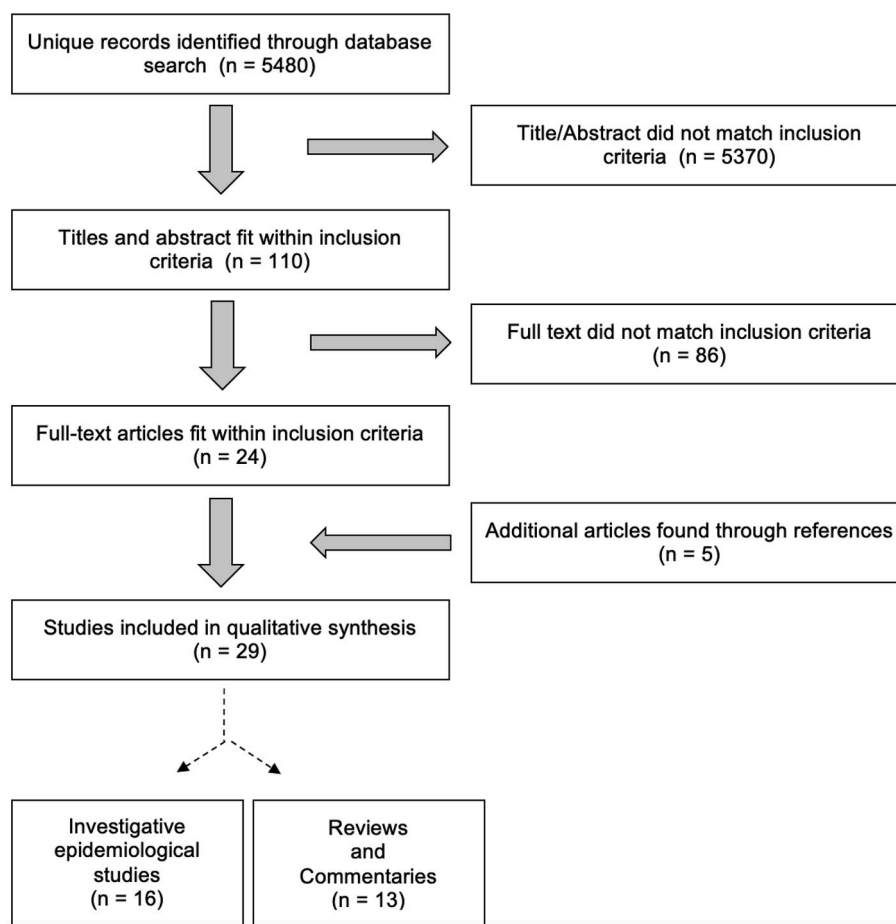 Unique records identified through database
search (n = 5480)
Title/Abstract did not match inclusion
criteria (n = 5370)
Titles and abstract fit within inclusion
criteria (n = 110)
Full text did not match inclusion criteria
(n = 86)
Full-text articles fit within inclusion criteria
(n = 24)
Additional articles found through references
(n = 5)
Studies included in qualitative synthesis
(n = 29)
Investigative
epidemiological
studies
(n = 16)
Reviews
and
Commentaries
(n = 13)